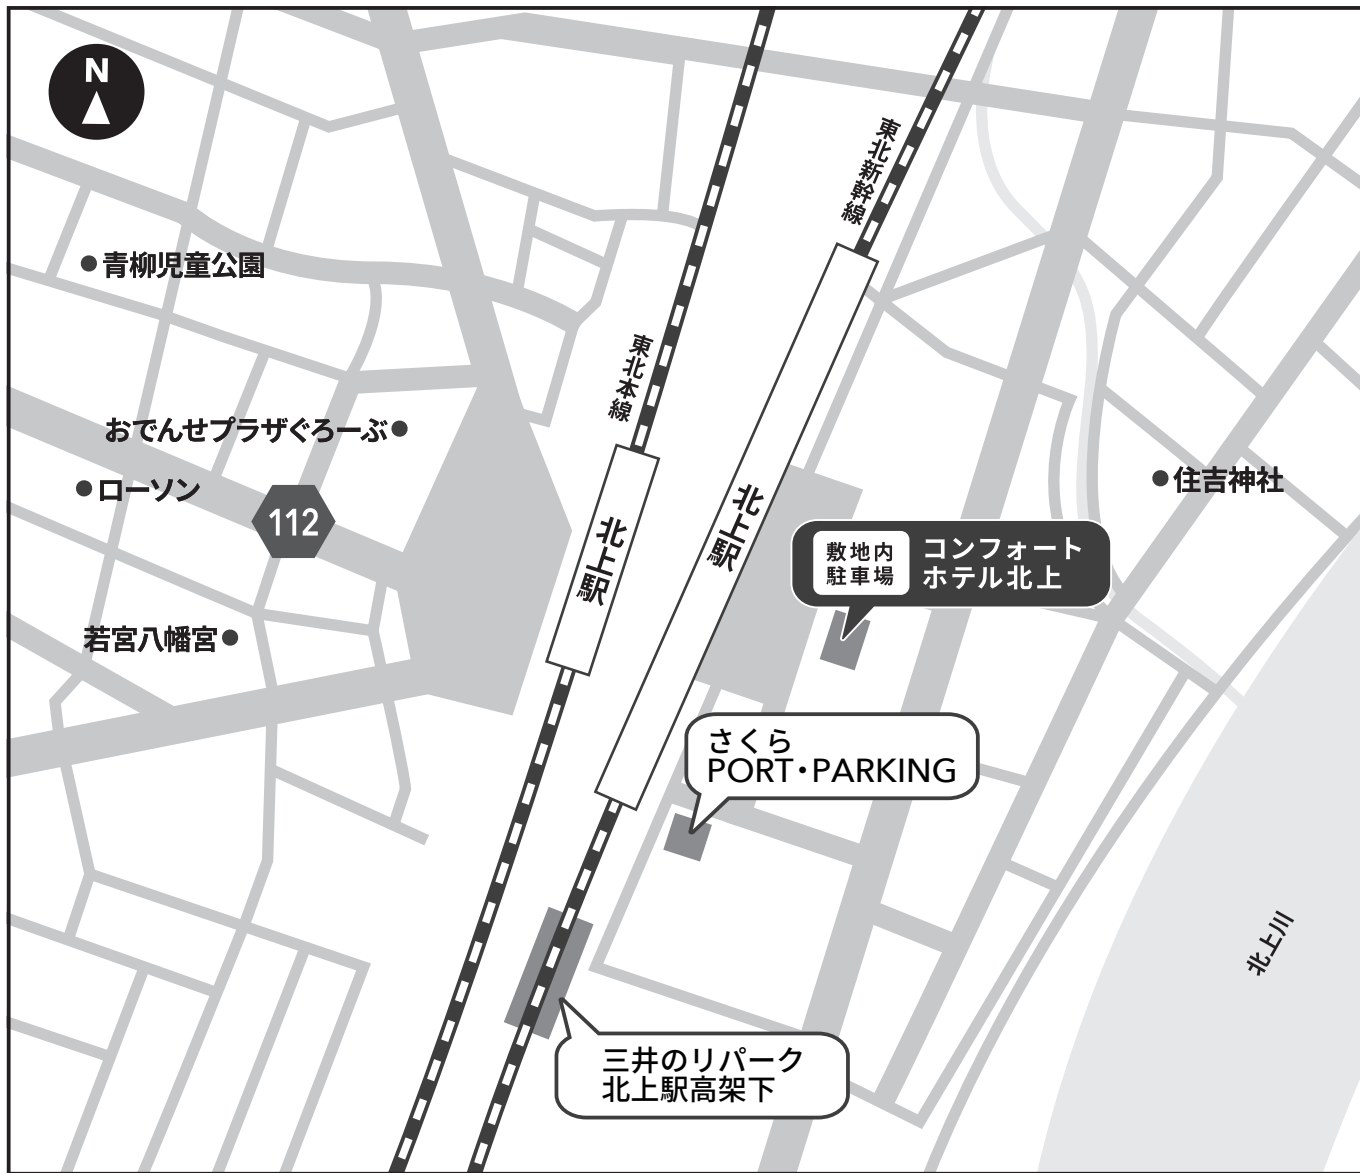 N
東北新幹線
青柳児童公園
東北本線
おでんせプラザぐろーぶ
ローソン
112
住吉神社
北上駅
北上駅
敷地内
駐車場
コンフォート
ホテル北上
若宮八幡宮
さくら
PORT・PARKING
北上川
三井のリパーク
北上駅高架下